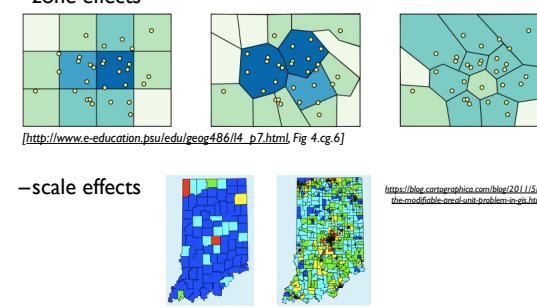 –zone effects
[http://www.e-education.psu/edu/geog486/l4_p7.html, Fig 4.cg.6]
–scale effects
https://blog.cartographica.com/blog/2011/5/
the-modifiable-areal-unit-problem-in-gis.htm